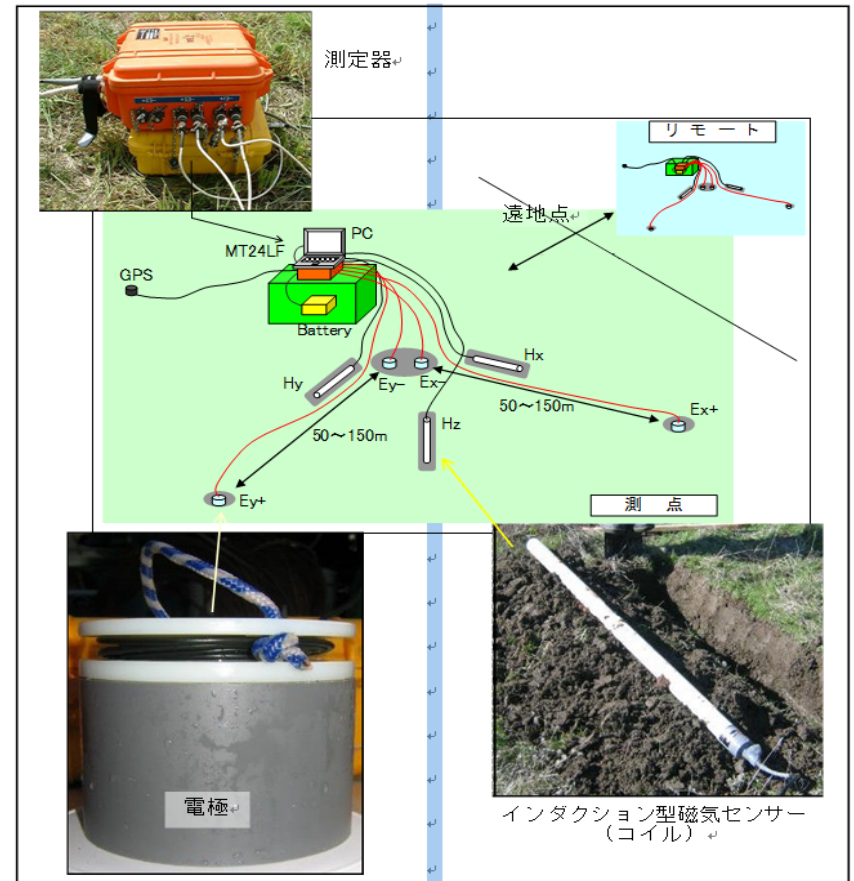 測定器
リモート
遠地点
PC
MT24LF
GPS
Battery
Hx
Hy
Ey-
Ex-
Ex+
50～150m
Hz
50～150m
Ey+
測 点
電極
インダクション型磁気センサー
（コイル）